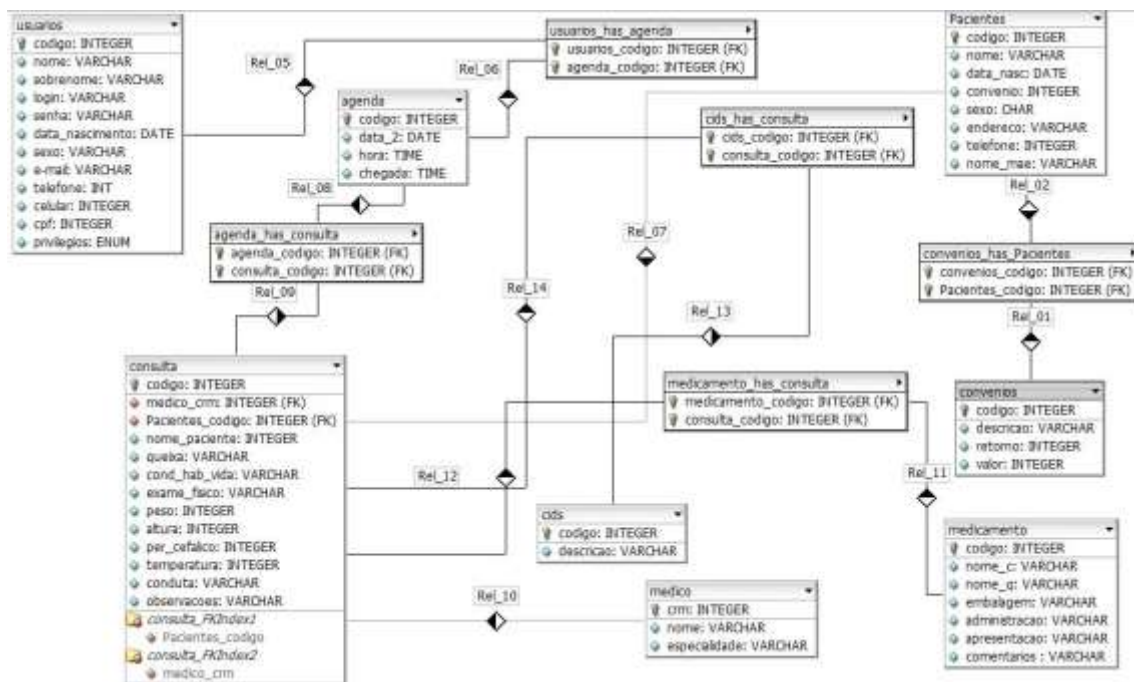 usuarios
codigo: INTEGER
nome: VARCHAR
sobrenome: VARCHAR
login: VARCHAR
senha: VARCHAR
data_nascimento: DATE
sexo: VARCHAR
e-mail: VARCHAR
telefone: INT
celular: INTEGER
cpf: INTEGER
privilegios: ENUM
Rel_05
usuarios_has_agenda
usuarios_codigo: INTEGER (FK)
agenda_codigo: INTEGER (FK)
Rel_06
agenda
codigo: INTEGER
data_2: DATE
hora: TIME
chegada: TIME
Rel_08
agenda_has_consulta
agenda_codigo: INTEGER (FK)
consulta_codigo: INTEGER (FK)
Rel_09
cids_has_consulta
cids_codigo: INTEGER (FK)
consulta_codigo: INTEGER (FK)
Rel_07
Rel_14
Rel_13
Pacientes
codigo: INTEGER
nome: VARCHAR
data_nasc: DATE
convenio: INTEGER
sexo: CHAR
endereco: VARCHAR
telefone: INTEGER
nome_mae: VARCHAR
Rel_02
convenios_has_Pacientes
convenios_codigo: INTEGER (FK)
Pacientes_codigo: INTEGER (FK)
Rel_01
convenios
codigo: INTEGER
descricao: VARCHAR
retorno: INTEGER
valor: INTEGER
consulta
codigo: INTEGER
medico_crm: INTEGER (FK)
Pacientes_codigo: INTEGER (FK)
nome_paciente: INTEGER
queixa: VARCHAR
cond_hab_vida: VARCHAR
exame_fisico: VARCHAR
peso: INTEGER
altura: INTEGER
per_cefalico: INTEGER
temperatura: INTEGER
conduta: VARCHAR
observacoes: VARCHAR
consulta_FKIndex1
Pacientes_codigo
consulta_FKIndex2
medico_crm
medicamento_has_consulta
medicamento_codigo: INTEGER (FK)
consulta_codigo: INTEGER (FK)
Rel_12
Rel_11
cids
codigo: INTEGER
descricao: VARCHAR
Rel_10
medico
crm: INTEGER
nome: VARCHAR
especialidade: VARCHAR
medicamento
codigo: INTEGER
nome_c: VARCHAR
nome_g: VARCHAR
embalagem: VARCHAR
administracao: VARCHAR
apresentacao: VARCHAR
comentarios : VARCHAR